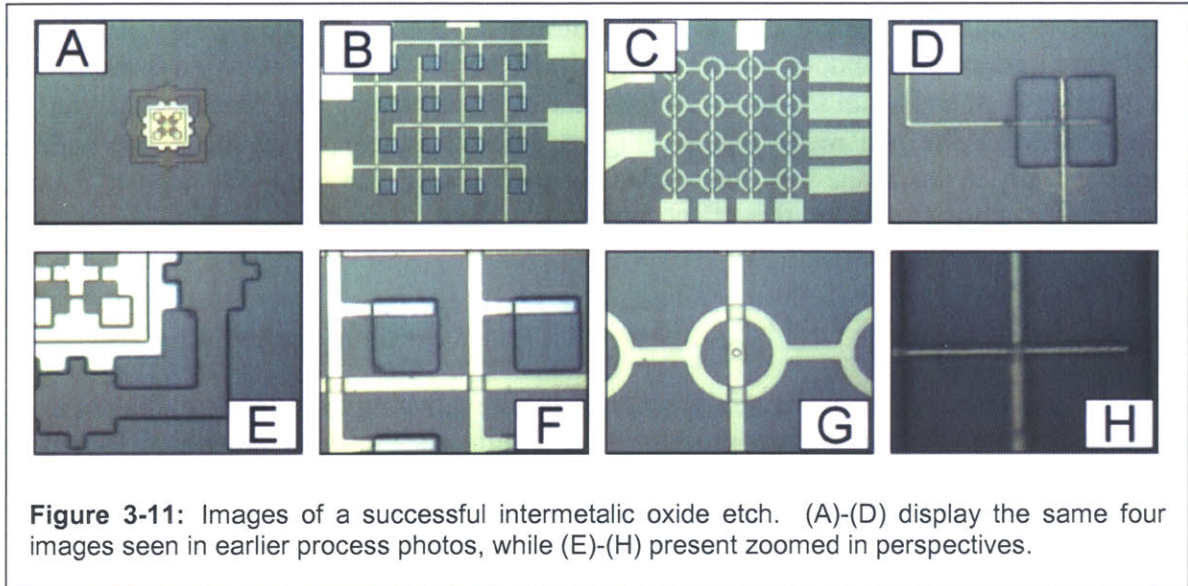 A
B
C
D
E
F
G
H
Figure 3-11: Images of a successful intermetalic oxide etch. (A)-(D) display the same four
images seen in earlier process photos, while (E)-(H) present zoomed in perspectives.